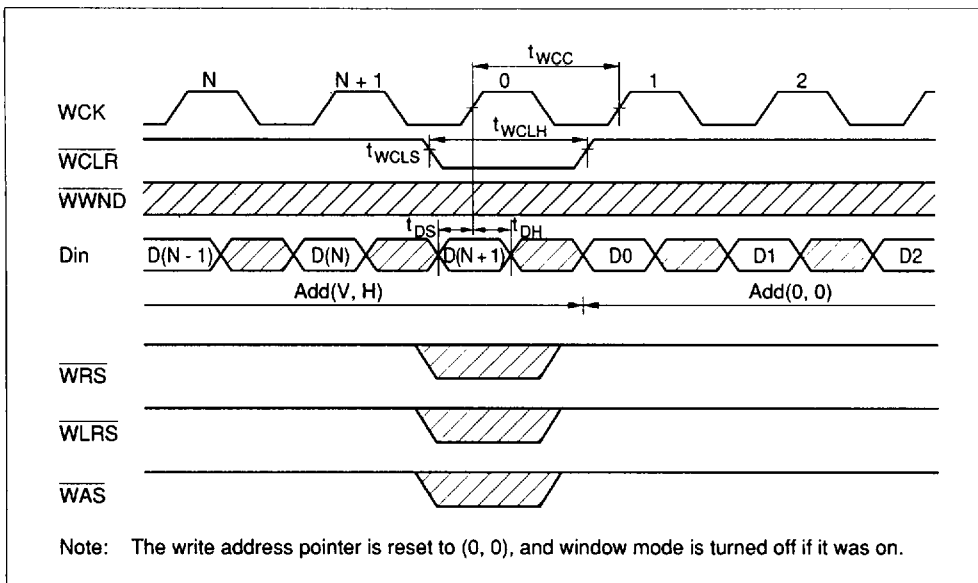 t_WCC
N N + 1 0 1 2
WCK
t_WCLH
t_WCLS
WCLR
WWND
t_DS t_DH
Din D(N - 1) D(N) D(N + 1) D0 D1 D2
Add(V, H) Add(0, 0)
WRS
WLRS
WAS
Note: The write address pointer is reset to (0, 0), and window mode is turned off if it was on.